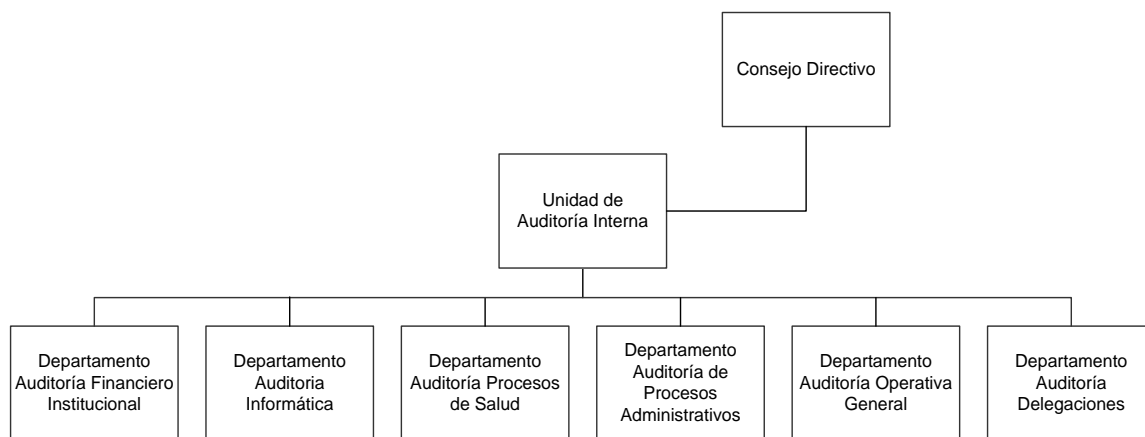 Consejo Directivo
Unidad de
Auditoría Interna
Departamento
Auditoría Financiero
Institucional
Departamento
Auditoria
Informática
Departamento
Auditoría Procesos
de Salud
Departamento
Auditoría de
Procesos
Administrativos
Departamento
Auditoría Operativa
General
Departamento
Auditoría
Delegaciones